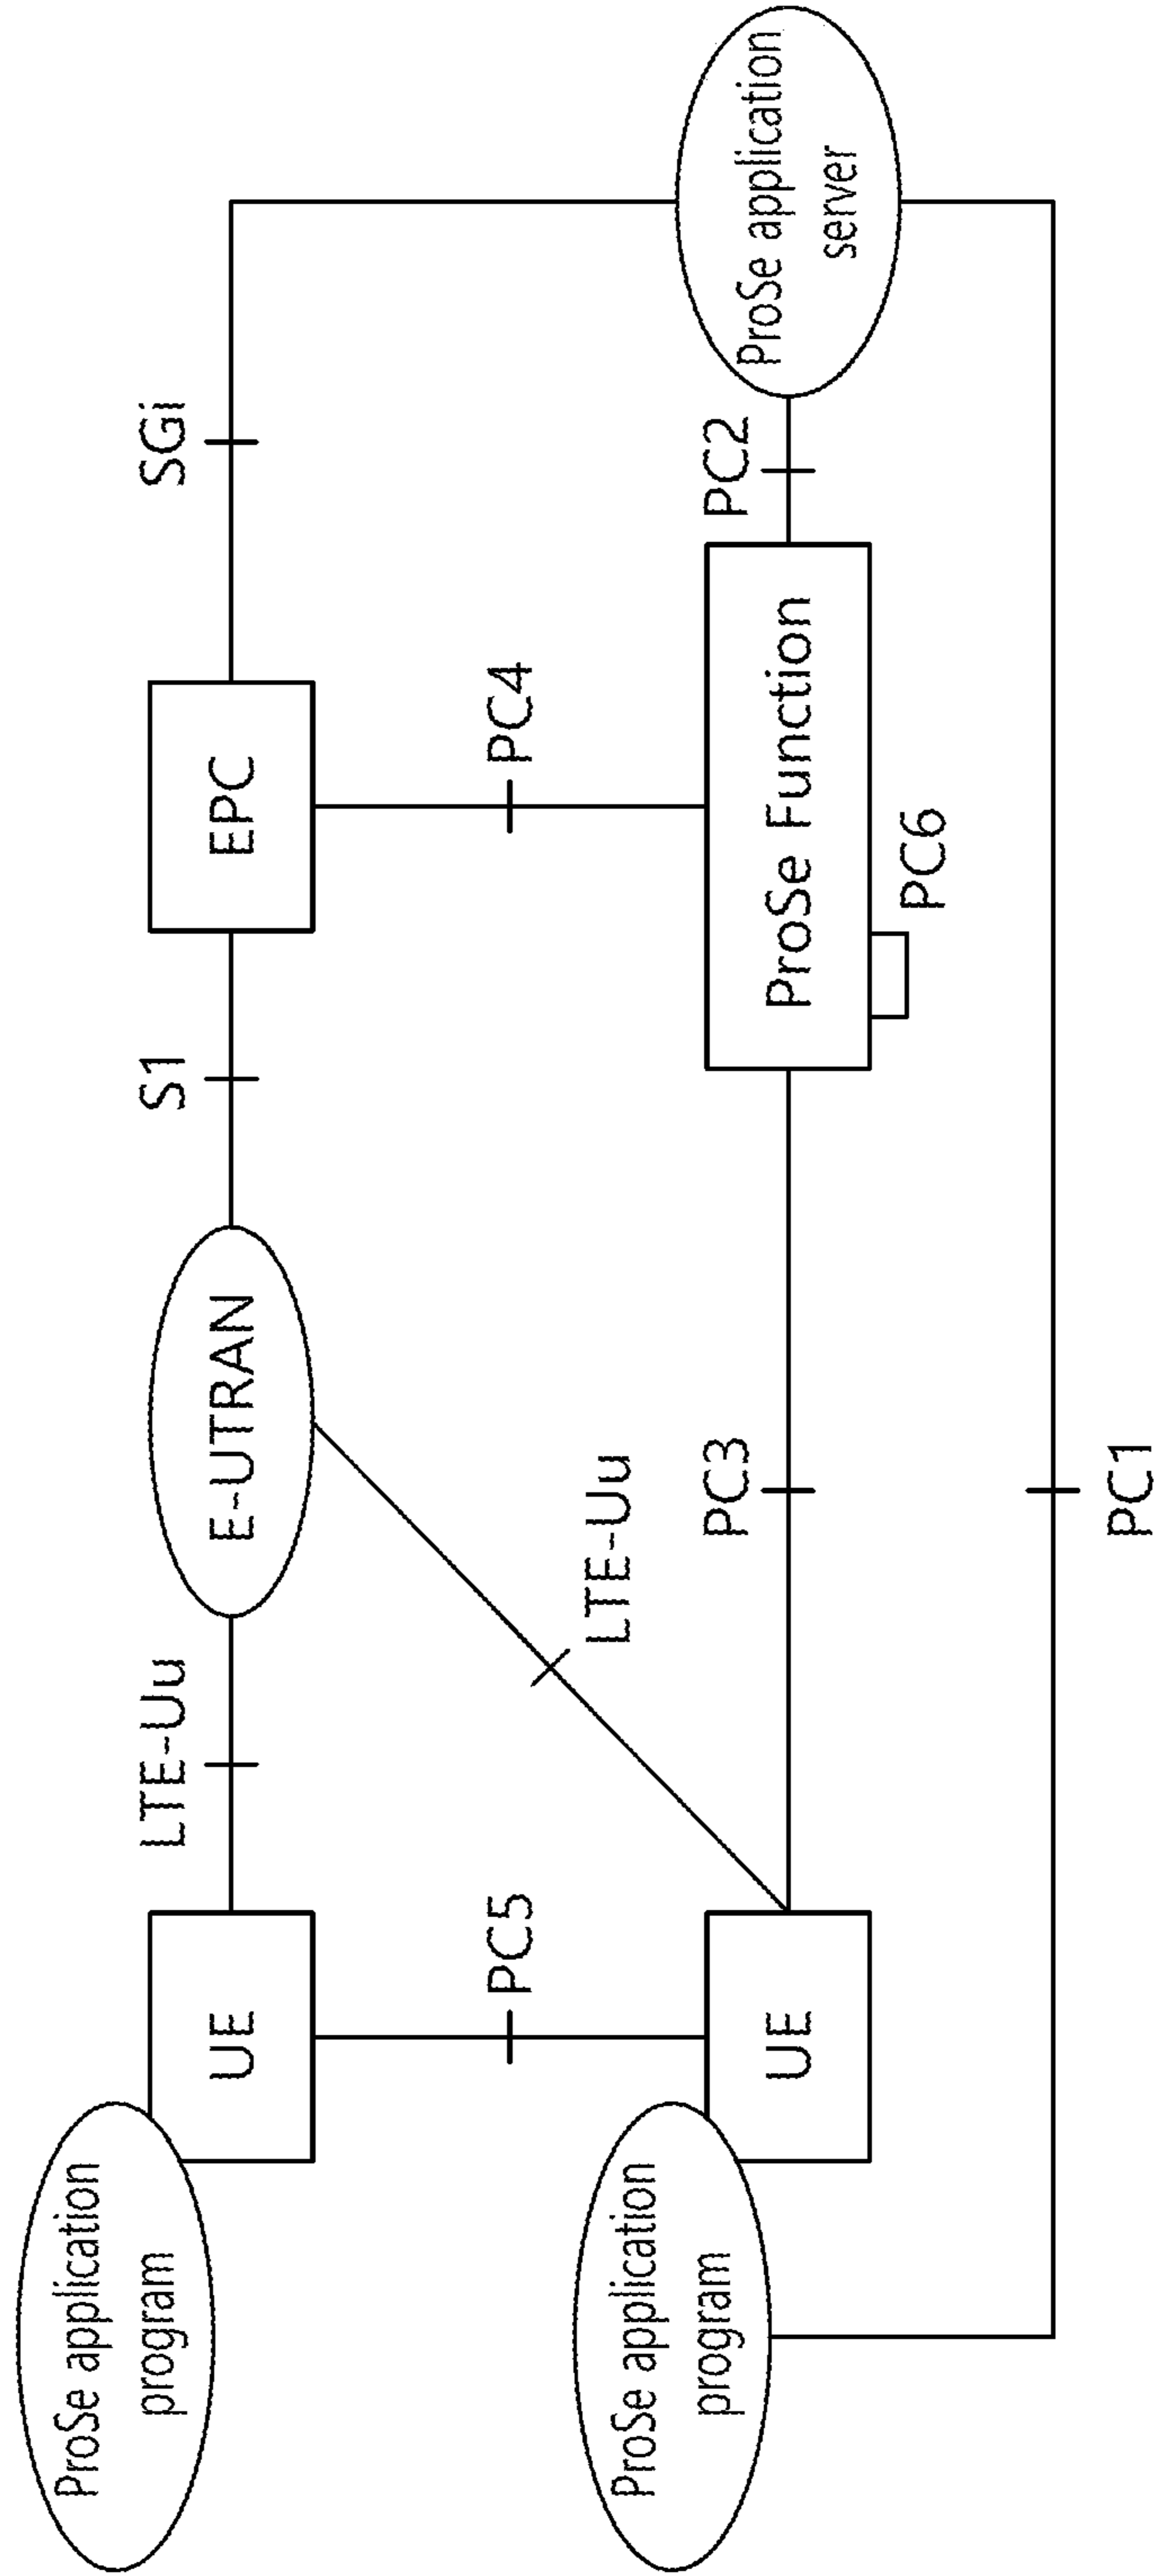 ProSe application
program
UE
LTE-Uu
E-UTRAN
S1
EPC
SGi
PC5
LTE-Uu
PC4
ProSe application
program
UE
PC3
ProSe Function
PC6
PC2
ProSe application
server
PC1